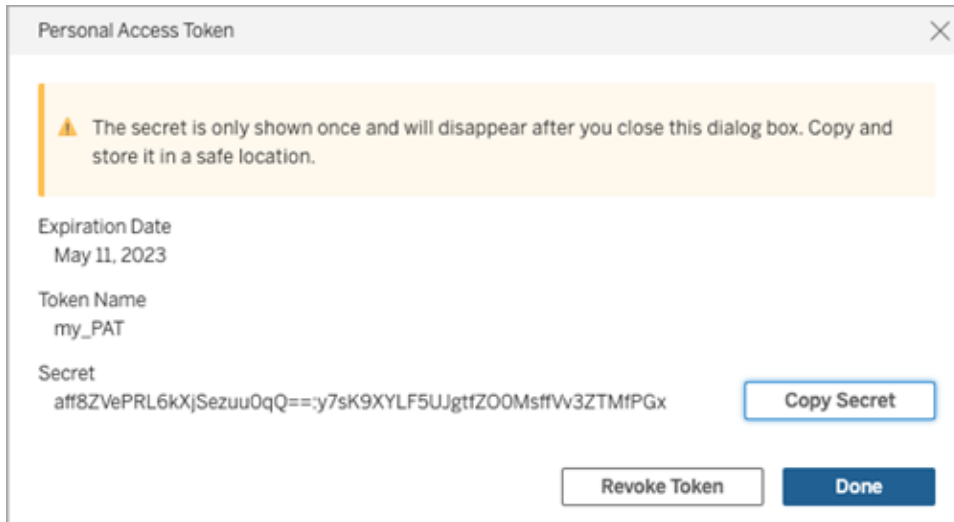 Personal Access Token
The secret is only shown once and will disappear after you close this dialog box. Copy and
store it in a safe location.
Expiration Date
May 11, 2023
Token Name
my_PAT
Secret
aff8ZVePRL6kXjSezuu0qQ==:y7sK9XYLF5UJgtfZO0MsffVv3ZTMfPGx
Copy Secret
Revoke Token
Done